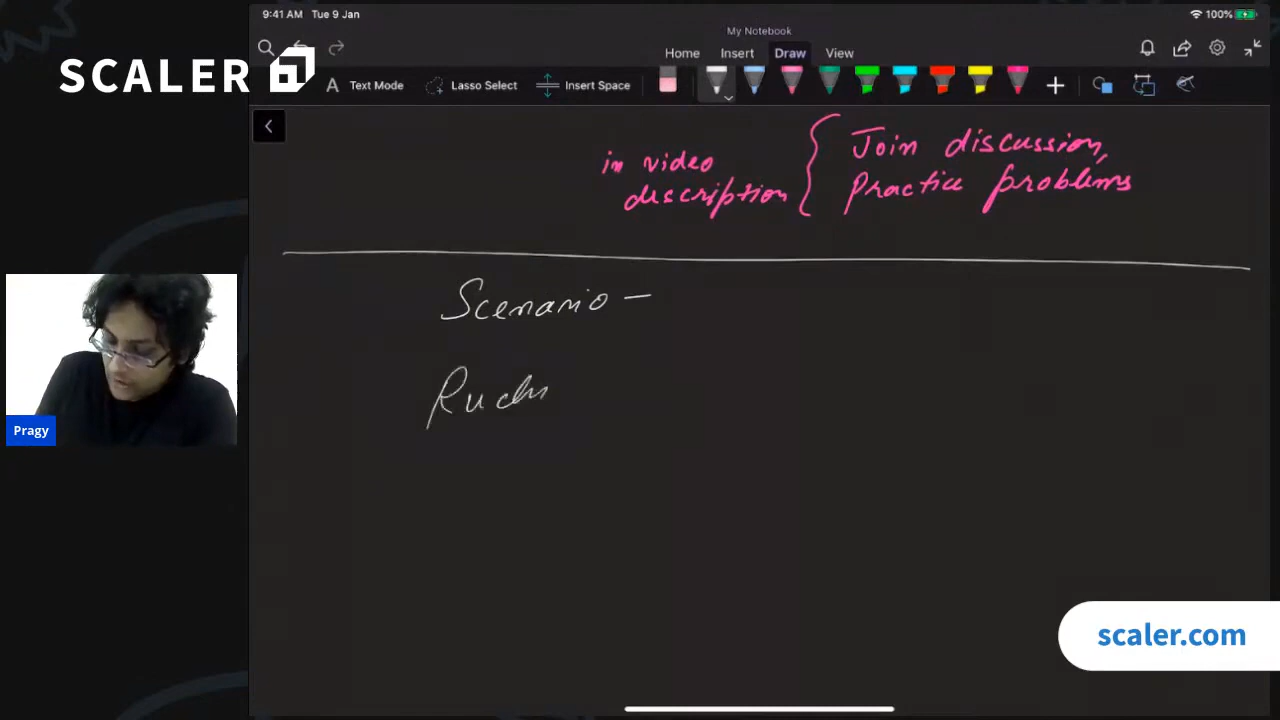 9:41 AM Tue 9 Jan
100%
My Notebook
Home Insert Draw View
SCALER
Text Mode Lasso Select Insert Space
in video
description
Join discussion,
Practice problems
Scenario -
Pragy
scaler.com